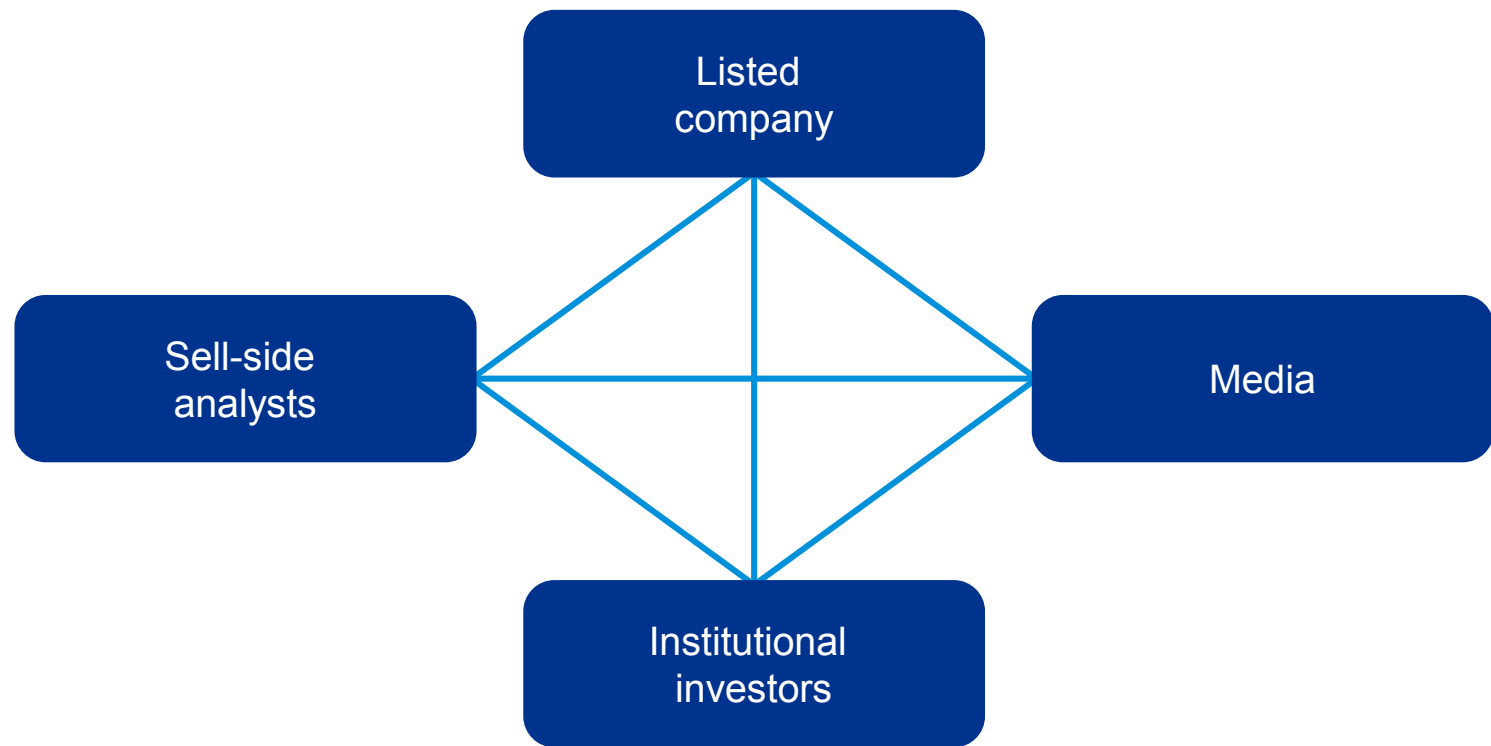 Listed
company
Sell-side
analysts
Media
Institutional
investors